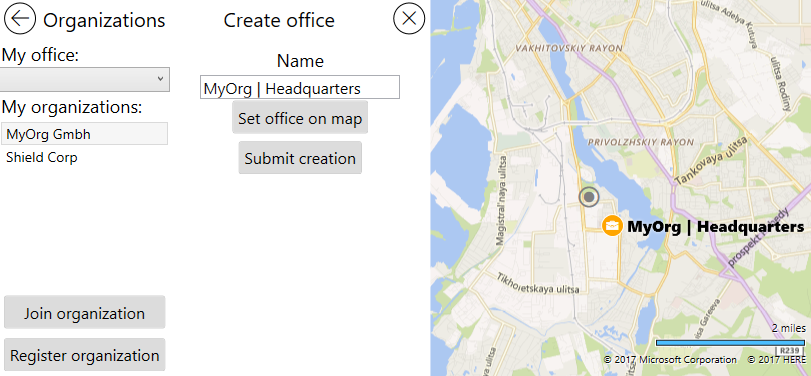 Organizations
My office:
My organizations:
MyOrg Gmbh
Shield Corp
Join organization
Register organization
Create office
Name
MyOrg | Headquarters
Set office on map
Submit creation
ulitsa Adelya Kutuya
ulitsa Rodiny
VAKHITOVSKIY RAYON
PRIVOLZHSKIY RAYON
Tankovaya ulitsa
Magistral'naya ulitsa
MyOrg | Headquarters
prospekt Pobedy
Tikhoretskaya ulitsa
ulitsa Gareeva
2 miles
R239
© 2017 Microsoft Corporation © 2017 HERE